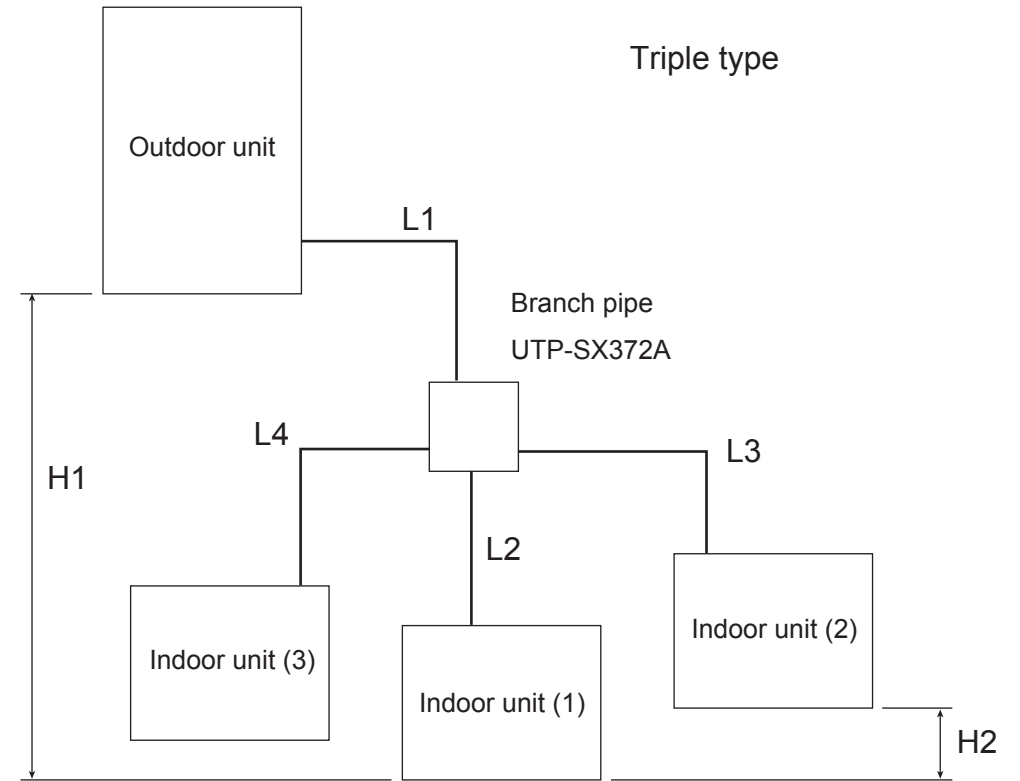 Triple type
Outdoor unit
L1
Branch pipe
UTP-SX372A
L4
L3
H1
L2
Indoor unit (2)
Indoor unit (3)
Indoor unit (1)
H2